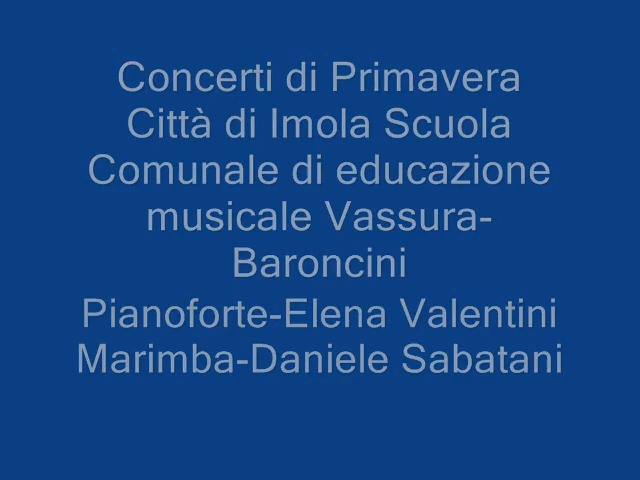 Concerti di Primavera
Città di Imola Scuola
Comunale di educazione
musicale Vassura-
Baroncini
Pianoforte-Elena Valentini
Marimba-Daniele Sabatani